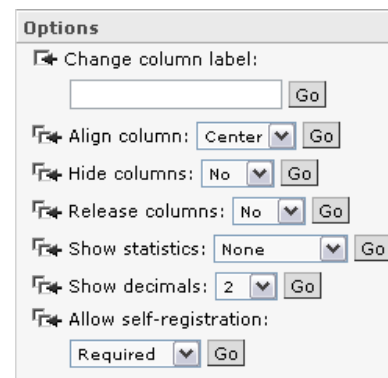 Options
Change column label:
Go
Align column: Center Go
Hide columns: No Go
Release columns: No Go
Show statistics: None Go
Show decimals: 2 Go
Allow self-registration:
Required Go